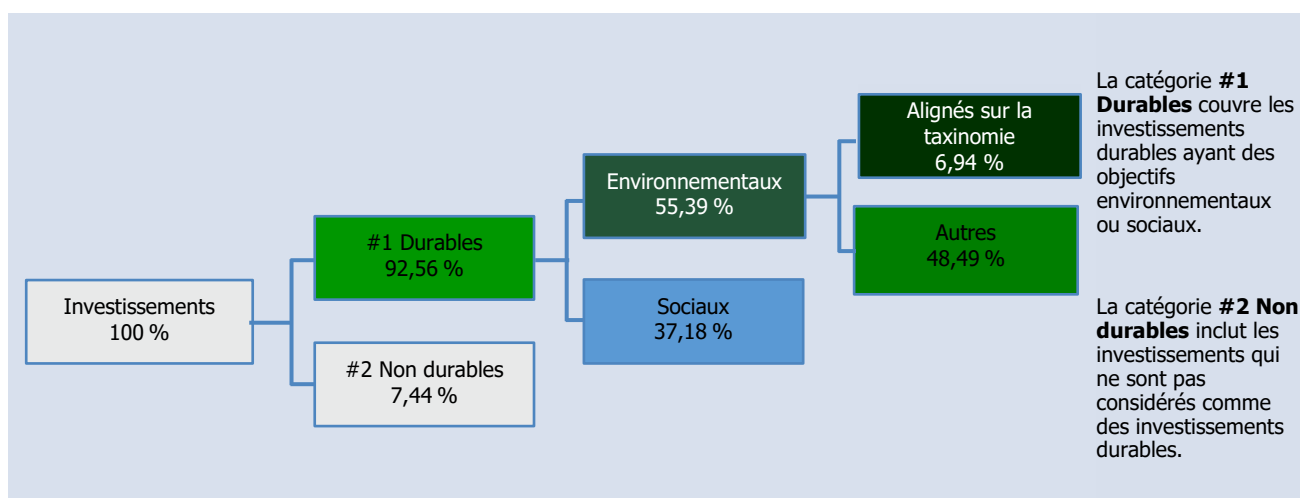 Investissements
100 %
#1 Durables
92,56 %
#2 Non durables
7,44 %
Environnementaux
55,39 %
Sociaux
37,18 %
Alignés sur la
taxinomie
6,94 %
Autres
48,49 %
La catégorie #1
Durables couvre les
investissements
durables ayant des
objectifs
environnementaux
ou sociaux.
La catégorie #2 Non
durables inclut les
investissements qui
ne sont pas
considérés comme
des investissements
durables.